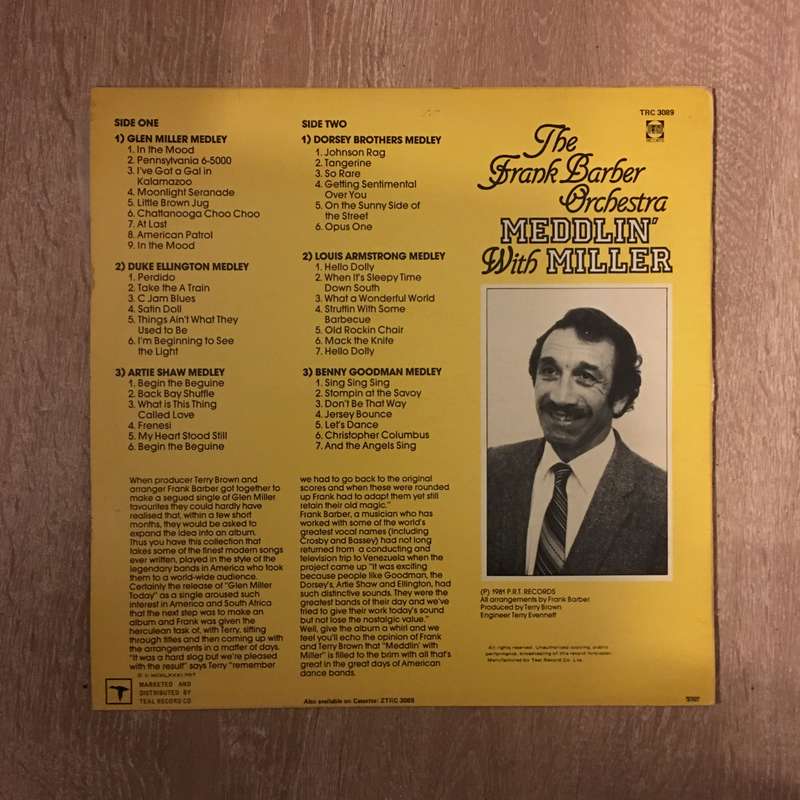 SIDE ONE
1) GLEN MILLER MEDLEY
1. In the Mood
2. Pennsylvania 6-5000
3. I've Got a Gal in
Kalamazoo
4. Moonlight Seranade
5. Little Brown Jug
6. Chattanooga Choo Choo
7. At Last
8. American Patrol
9. In the Mood
2) DUKE ELLINGTON MEDLEY
1. Perdido
2. Take the A Train
3. C Jam Blues
4. Satin Doll
5. Things Ain't What They
Used to Be
6. I'm Beginning to See
the Light
3) ARTIE SHAW MEDLEY
1. Begin the Beguine
2. Back Bay Shuffle
3. What is This Thing
Called Love
4. Frenesi
5. My Heart Stood Still
6. Begin the Beguine
SIDE TWO
1) DORSEY BROTHERS MEDLEY
1. Johnson Rag
2. Tangerine
3. So Rare
4. Getting Sentimental
Over You
5. On the Sunny Side of
the Street
6. Opus One
2) LOUIS ARMSTRONG MEDLEY
1. Hello Dolly
2. When It's Sleepy Time
Down South
3. What a Wonderful World
4. Struttin With Some
Barbecue
5. Old Rockin Chair
6. Mack the Knife
7. Hello Dolly
3) BENNY GOODMAN MEDLEY
1. Sing Sing Sing
2. Stompin at the Savoy
3. Don't Be That Way
4. Jersey Bounce
5. Let's Dance
6. Christopher Columbus
7. And the Angels Sing
TRC 3089
The
Frank Barber
Orchestra
MEDDLIN'
With MILLER
When producer Terry Brown and
arranger Frank Barber got together to
make a segued single of Glen Miller
favourites they could hardly have
realised that, within a few short
months, they would be asked to
expand the idea into an album.
Thus you have this collection that
takes some of the finest modern songs
ever written, played in the style of the
legendary bands in America who took
them to a world-wide audience.
Certainly the release of "Glen Miller
Today" as a single aroused such
interest in America and South Africa
that the next step was to make an
album and Frank was given the
herculean task of, with Terry, sifting
through titles and then coming up with
the arrangements in a matter of days.
"It was a hard slog but we're pleased
with the result" says Terry "remember
we had to go back to the original
scores and when these were rounded
up Frank had to adapt them yet still
retain their old magic."
Frank Barber, a musician who has
worked with some of the world's
greatest vocal names (including
Crosby and Bassey) had not long
returned from a conducting and
television trip to Venezuela when the
project came up "It was exciting
because people like Goodman, the
Dorsey's, Artie Shaw and Ellington, had
such distinctive sounds. They were the
greatest bands of their day and we've
tried to give their work today's sound
but not lose the nostalgic value."
Well, give the album a whirl and we
feel you'll echo the opinion of Frank
and Terry Brown that "Meddlin' with
Miller" is filled to the brim with all that's
great in the great days of American
dance bands.
(P) 1981 P.R.T. RECORDS
All arrangements by Frank Barber.
Produced by Terry Brown
Engineer Terry Evennett
All rights reserved. Unauthorised copying, public
performance, broadcasting of this record forbidden.
Manufactured by Teal Record Co. Ltd.
MARKETED AND
DISTRIBUTED BY
TEAL RECORD CO
Also available on Cassette: ZTRC 3089